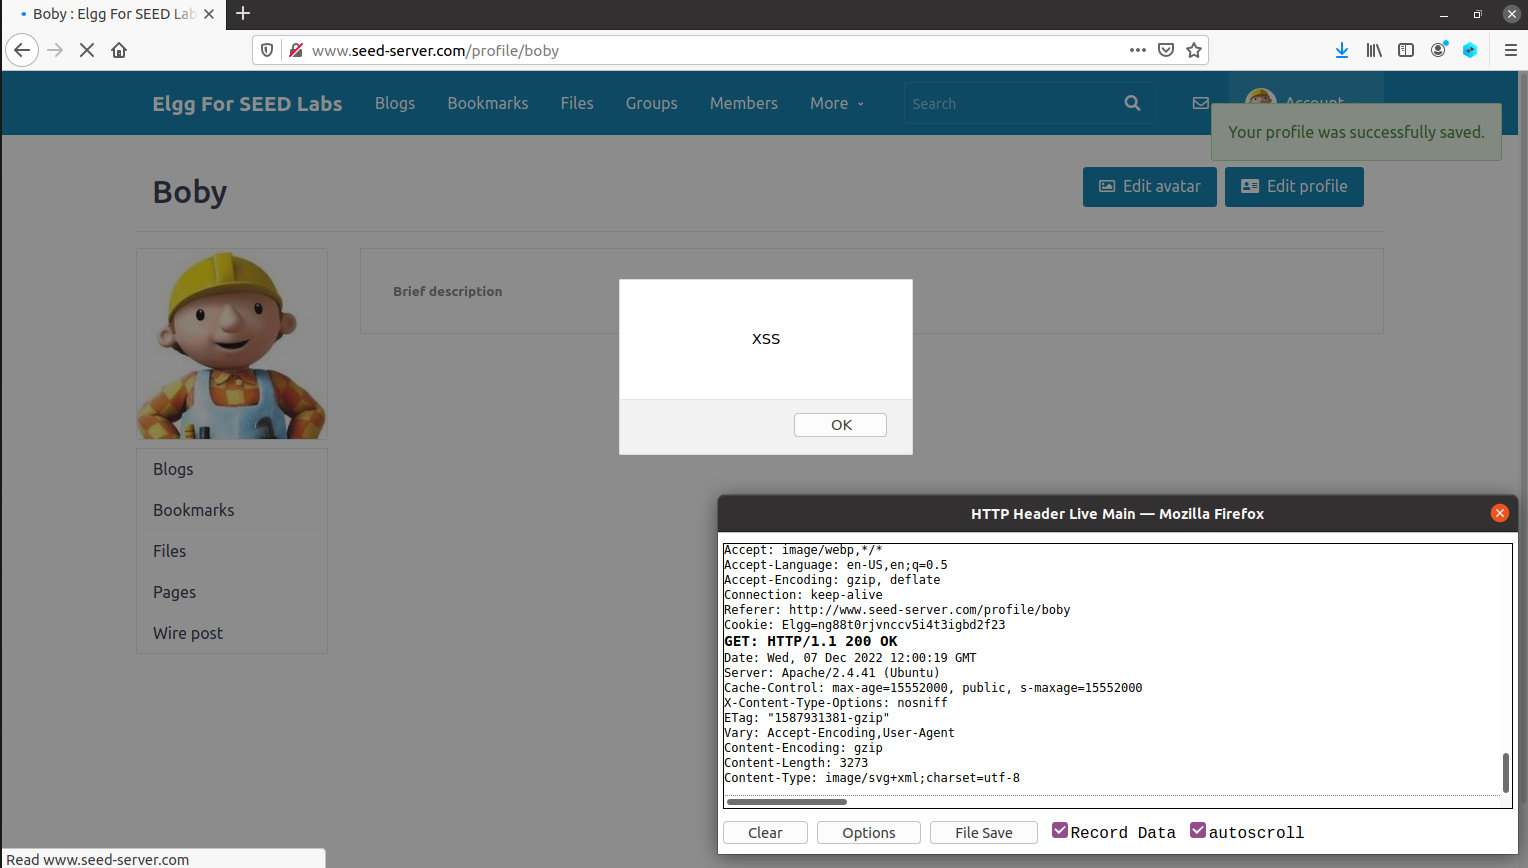 Boby : Elgg For SEED Lab
www.seed-server.com/profile/boby
Elgg For SEED Labs Blogs Bookmarks Files Groups Members More Search Account
Your profile was successfully saved.
Boby
Edit avatar Edit profile
Brief description
XSS
OK
Blogs
Bookmarks
Files
Pages
Wire post
HTTP Header Live Main — Mozilla Firefox
Accept: image/webp,*/*
Accept-Language: en-US,en;q=0.5
Accept-Encoding: gzip, deflate
Connection: keep-alive
Referer: http://www.seed-server.com/profile/boby
Cookie: Elgg=ng88t0rjvnccv5i4t3igbd2f23
GET: HTTP/1.1 200 OK
Date: Wed, 07 Dec 2022 12:00:19 GMT
Server: Apache/2.4.41 (Ubuntu)
Cache-Control: max-age=15552000, public, s-maxage=15552000
X-Content-Type-Options: nosniff
ETag: "1587931381-gzip"
Vary: Accept-Encoding,User-Agent
Content-Encoding: gzip
Content-Length: 3273
Content-Type: image/svg+xml;charset=utf-8
Clear Options File Save Record Data autoscroll
Read www.seed-server.com